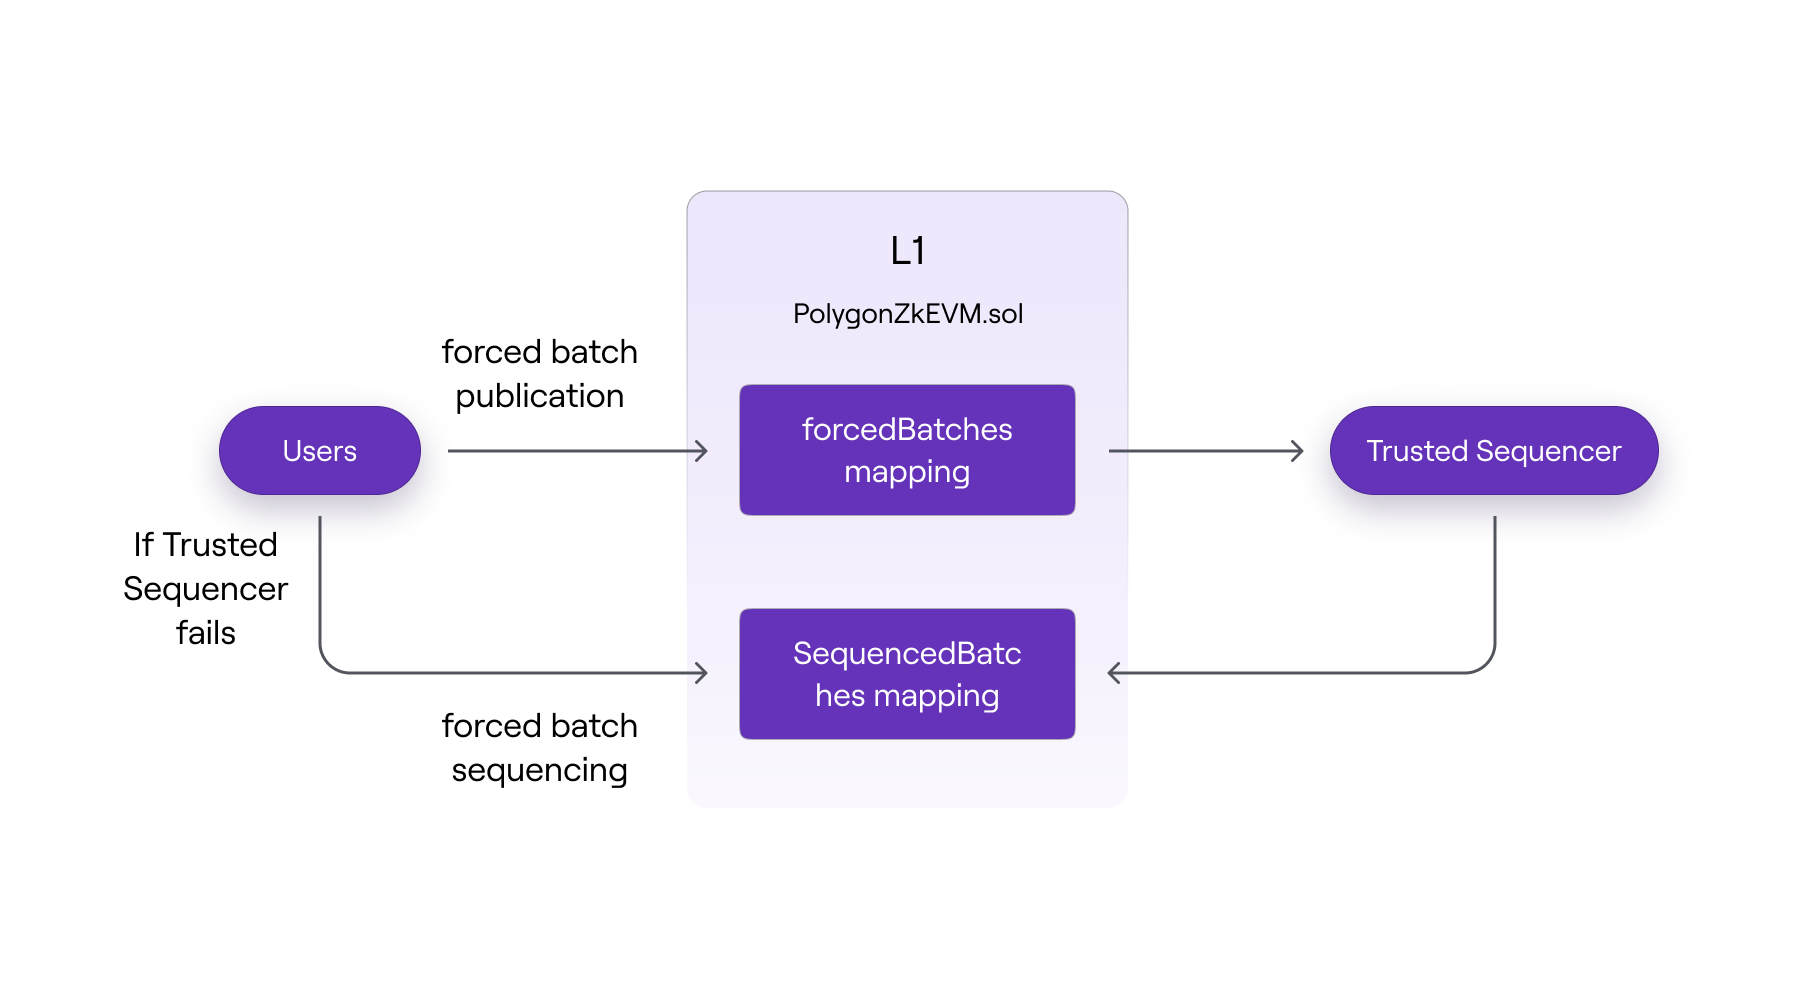 L1
PolygonZkEVM.sol
forced batch
publication
Users
forcedBatches
mapping
Trusted Sequencer
If Trusted
Sequencer
fails
SequencedBatc
hes mapping
forced batch
sequencing